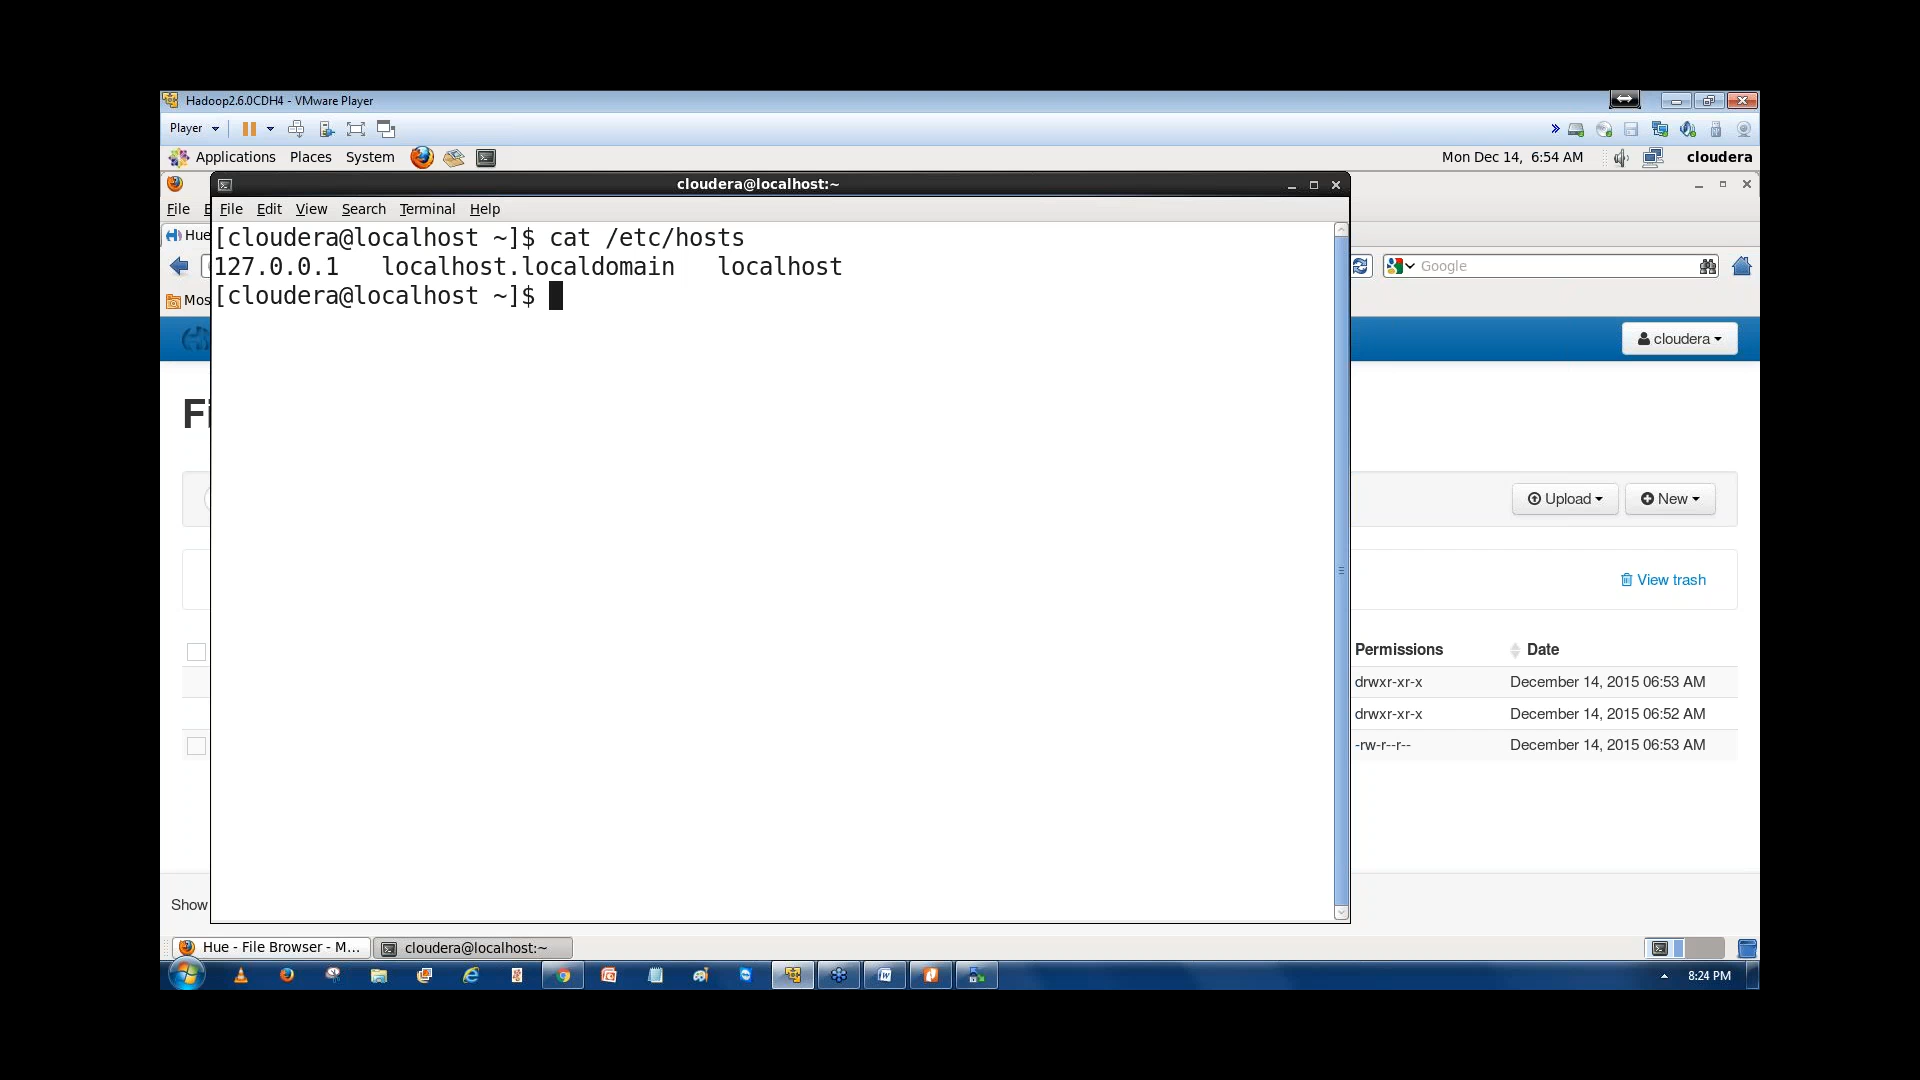 Hadoop2.6.0CDH4 - VMware Player
Player
Applications Places System Mon Dec 14, 6:54 AM cloudera
cloudera@localhost:~
File File Edit View Search Terminal Help
Hue
[cloudera@localhost ~]$ cat /etc/hosts
127.0.0.1 localhost.localdomain localhost
Google
Mos
[cloudera@localhost ~]$
cloudera
Fi
Upload New
View trash
Permissions Date
drwxr-xr-x December 14, 2015 06:53 AM
drwxr-xr-x December 14, 2015 06:52 AM
-rw-r--r-- December 14, 2015 06:53 AM
Show
Hue - File Browser - M... cloudera@localhost:~
8:24 PM